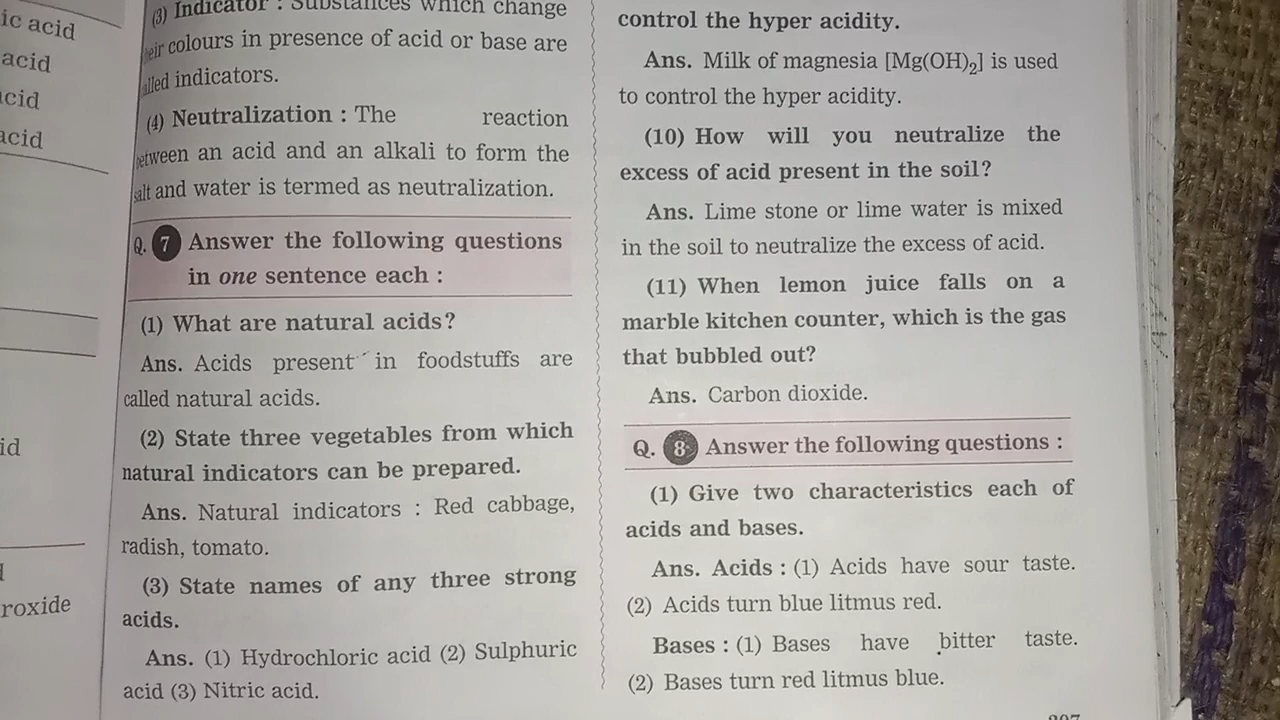 ic acid
acid
acid
acid
id
roxide
(3) Indicator : Substances which change
their colours in presence of acid or base are
called indicators.
(4) Neutralization : The reaction
between an acid and an alkali to form the
salt and water is termed as neutralization.
Q. 7 Answer the following questions
in one sentence each :
(1) What are natural acids?
Ans. Acids present in foodstuffs are
called natural acids.
(2) State three vegetables from which
natural indicators can be prepared.
Ans. Natural indicators : Red cabbage,
radish, tomato.
(3) State names of any three strong
acids.
Ans. (1) Hydrochloric acid (2) Sulphuric
acid (3) Nitric acid.
control the hyper acidity.
Ans. Milk of magnesia [Mg(OH)₂] is used
to control the hyper acidity.
(10) How will you neutralize the
excess of acid present in the soil?
Ans. Lime stone or lime water is mixed
in the soil to neutralize the excess of acid.
(11) When lemon juice falls on a
marble kitchen counter, which is the gas
that bubbled out?
Ans. Carbon dioxide.
Q. 8 Answer the following questions :
(1) Give two characteristics each of
acids and bases.
Ans. Acids : (1) Acids have sour taste.
(2) Acids turn blue litmus red.
Bases : (1) Bases have bitter taste.
(2) Bases turn red litmus blue.